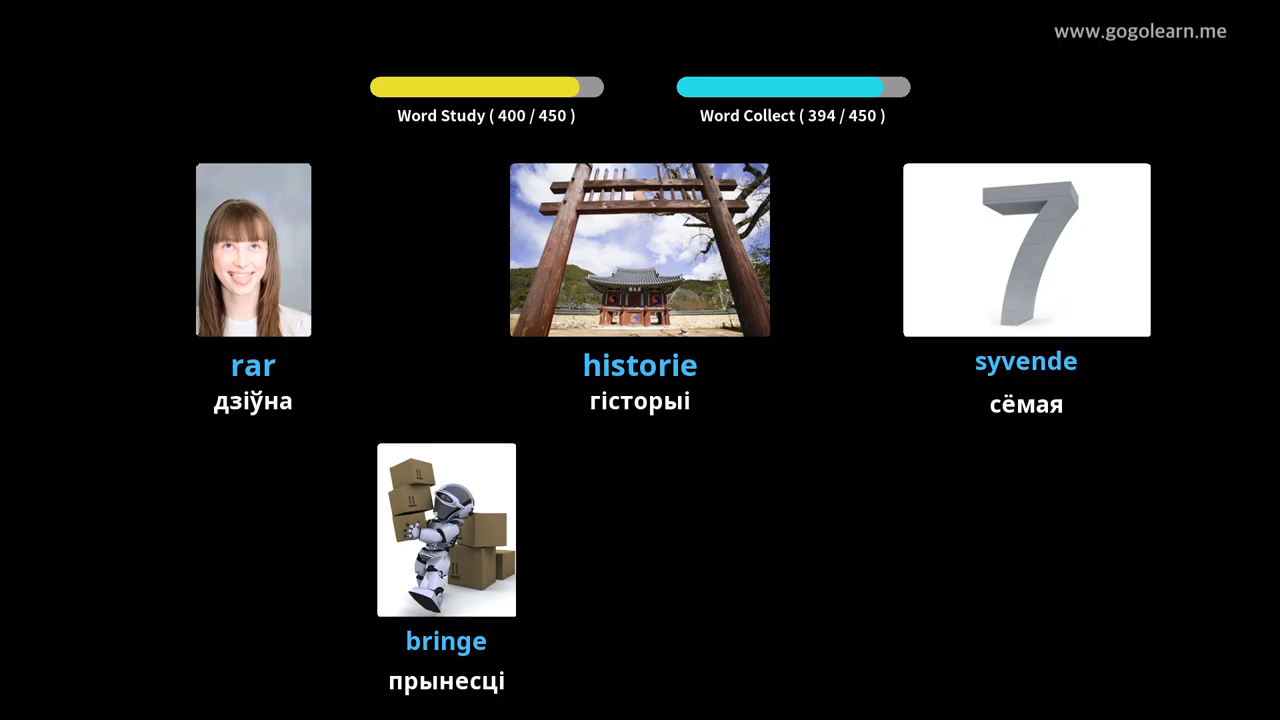 www.gogolearn.me
Word Study ( 400 / 450 )
Word Collect ( 394 / 450 )
rar
дзіўна
historie
гісторыі
syvende
сёмая
bringe
прынесці